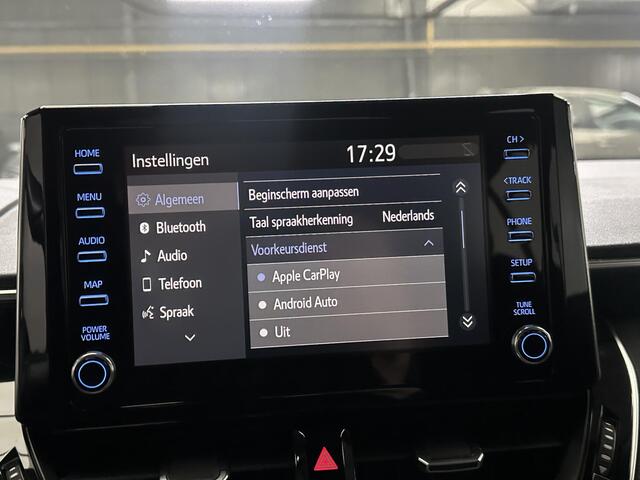 HOME
MENU
AUDIO
MAP
POWER
VOLUME
Instellingen
17:29
Algemeen
Bluetooth
Audio
Telefoon
Spraak
Beginscherm aanpassen
Taal spraakherkenning Nederlands
Voorkeursdienst
Apple CarPlay
Android Auto
Uit
CH >
< TRACK
PHONE
SETUP
TUNE
SCROLL